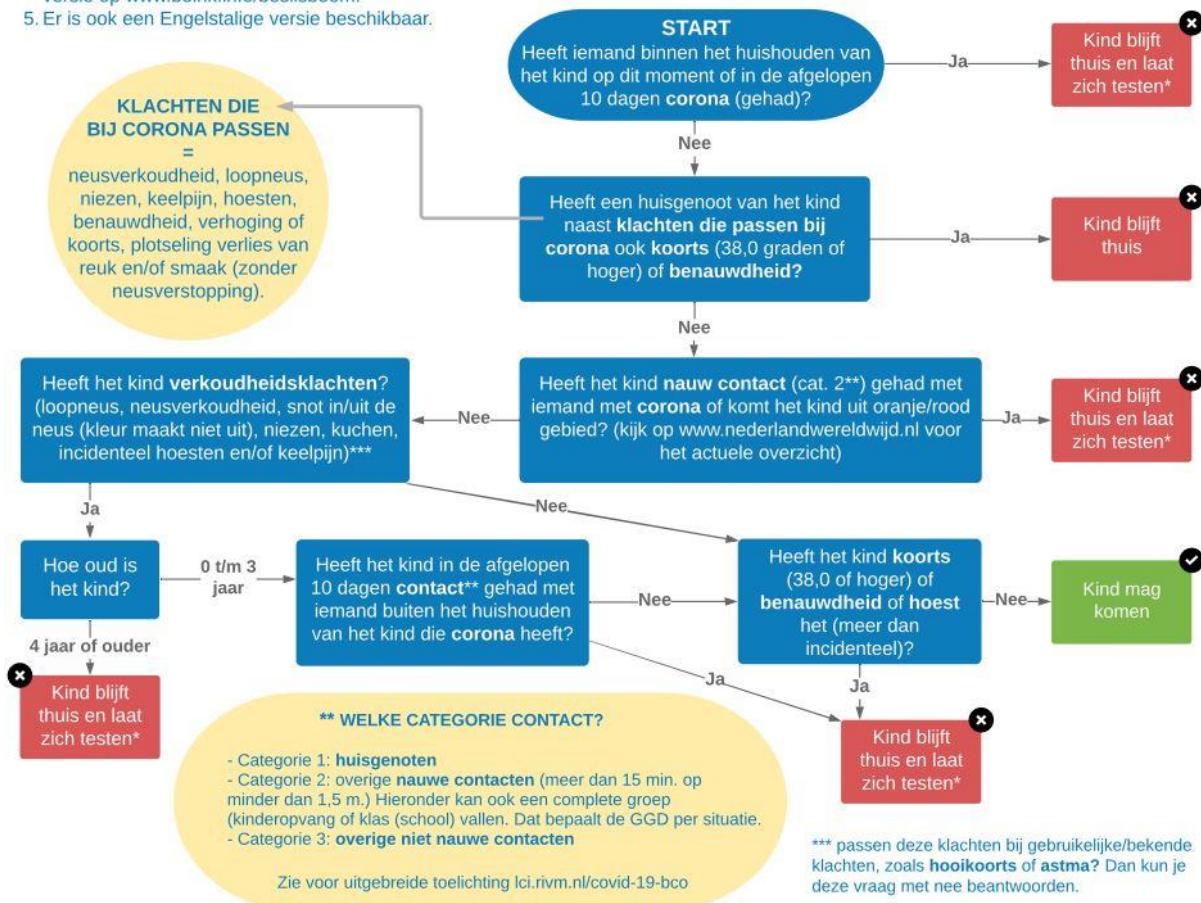 5. Er is ook een Engelstalige versie beschikbaar.
START
Heeft iemand binnen het huishouden van
het kind op dit moment of in de afgelopen
10 dagen corona (gehad)?
Ja
Kind blijft
thuis en laat
zich testen*
Nee
KLACHTEN DIE
BIJ CORONA PASSEN
=
neusverkoudheid, loopneus,
niezen, keelpijn, hoesten,
benauwdheid, verhoging of
koorts, plotseling verlies van
reuk en/of smaak (zonder
neusverstopping).
Heeft een huisgenoot van het kind
naast klachten die passen bij
corona ook koorts (38,0 graden of
hoger) of benauwdheid?
Ja
Kind blijft
thuis
Nee
Heeft het kind nauw contact (cat. 2**) gehad met
iemand met corona of komt het kind uit oranje/rood
gebied? (kijk op www.nederlandwereldwijd.nl voor
het actuele overzicht)
Ja
Kind blijft
thuis en laat
zich testen*
Nee
Heeft het kind verkoudheidsklachten?
(loopneus, neusverkoudheid, snot in/uit de
neus (kleur maakt niet uit), niezen, kuchen,
incidenteel hoesten en/of keelpijn)***
Ja
Nee
Hoe oud is
het kind?
0 t/m 3
jaar
4 jaar of ouder
Kind blijft
thuis en laat
zich testen*
Heeft het kind in de afgelopen
10 dagen contact** gehad met
iemand buiten het huishouden
van het kind die corona heeft?
Nee
Ja
Heeft het kind koorts
(38,0 of hoger) of
benauwdheid of hoest
het (meer dan
incidenteel)?
Nee
Kind mag
komen
Ja
Kind blijft
thuis en laat
zich testen*
** WELKE CATEGORIE CONTACT?
- Categorie 1: huisgenoten
- Categorie 2: overige nauwe contacten (meer dan 15 min. op
minder dan 1,5 m.) Hieronder kan ook een complete groep
(kinderopvang of klas (school) vallen. Dat bepaalt de GGD per situatie.
- Categorie 3: overige niet nauwe contacten
Zie voor uitgebreide toelichting lci.rivm.nl/covid-19-bco
*** passen deze klachten bij gebruikelijke/bekende
klachten, zoals hooikoorts of astma? Dan kun je
deze vraag met nee beantwoorden.